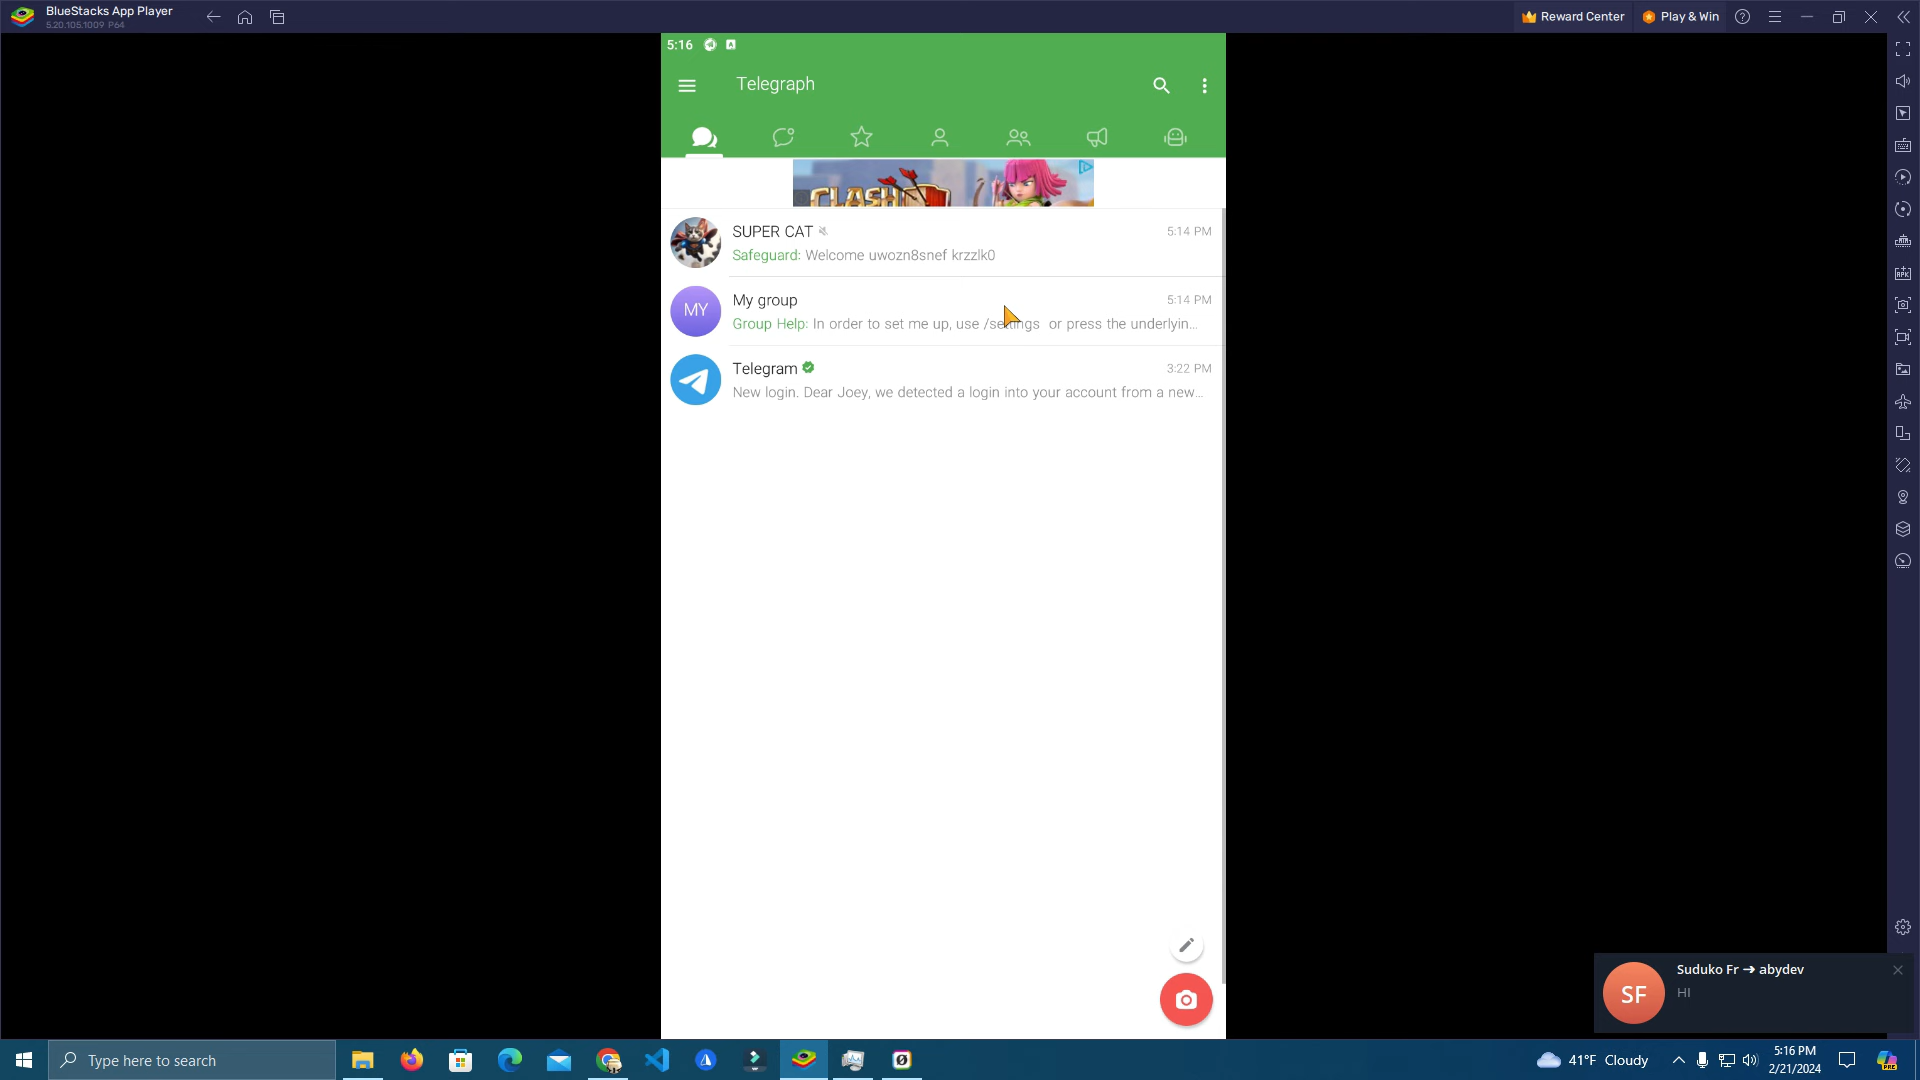 BlueStacks App Player
5.20.105.1009 P64
Reward Center
Play & Win
5:16
Telegraph
CLASH
SUPER CAT
5:14 PM
Safeguard: Welcome uwozn8snef krzzlk0
MY
My group
5:14 PM
Group Help: In order to set me up, use /settings or press the underlyin...
Telegram
3:22 PM
New login. Dear Joey, we detected a login into your account from a new...
SF
Suduko Fr ➔ abydev
HI
Type here to search
41°F Cloudy
5:16 PM
2/21/2024